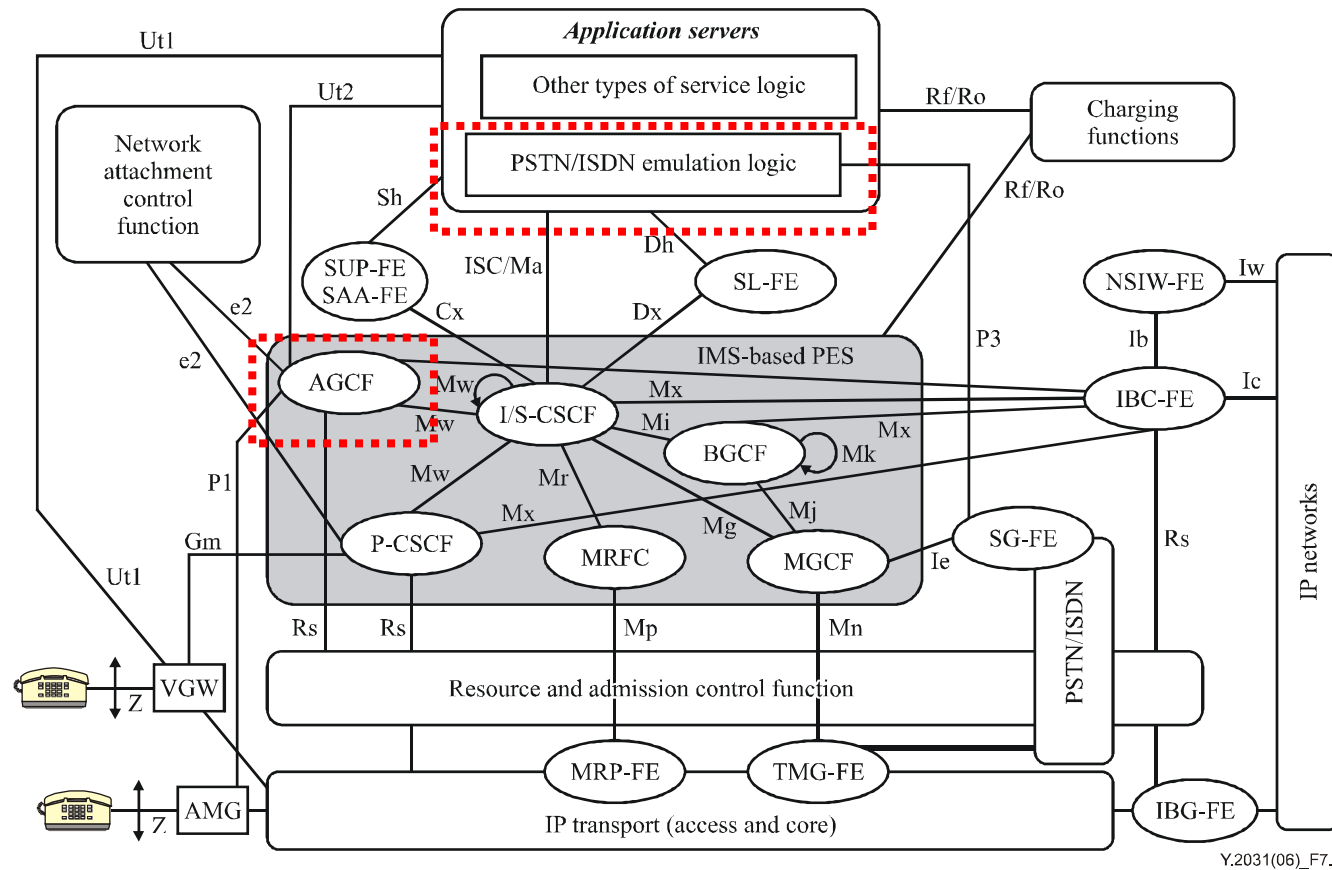 Application servers
Ut1
Other types of service logic
Ut2
Rf/Ro
Charging
functions
Network
attachment
control
function
PSTN/ISDN emulation logic
Sh
Rf/Ro
Dh
SUP-FE
SAA-FE
ISC/Ma
SL-FE
NSIW-FE
Iw
e2
Cx
Dx
P3
Ib
e2
IMS-based PES
AGCF
Mw
Mx
IBC-FE
Ic
Mw
I/S-CSCF
Mi
Mx
BGCF
Mk
P1
Mw
Mr
Mx
Mg
Mj
Gm
P-CSCF
MRFC
MGCF
Ie
SG-FE
Rs
IP networks
Ut1
Rs
Rs
Mp
Mn
PSTN/ISDN
VGW
Z
Resource and admission control function
MRP-FE
TMG-FE
AMG
Z
IP transport (access and core)
IBG-FE
Y.2031(06)_F7.